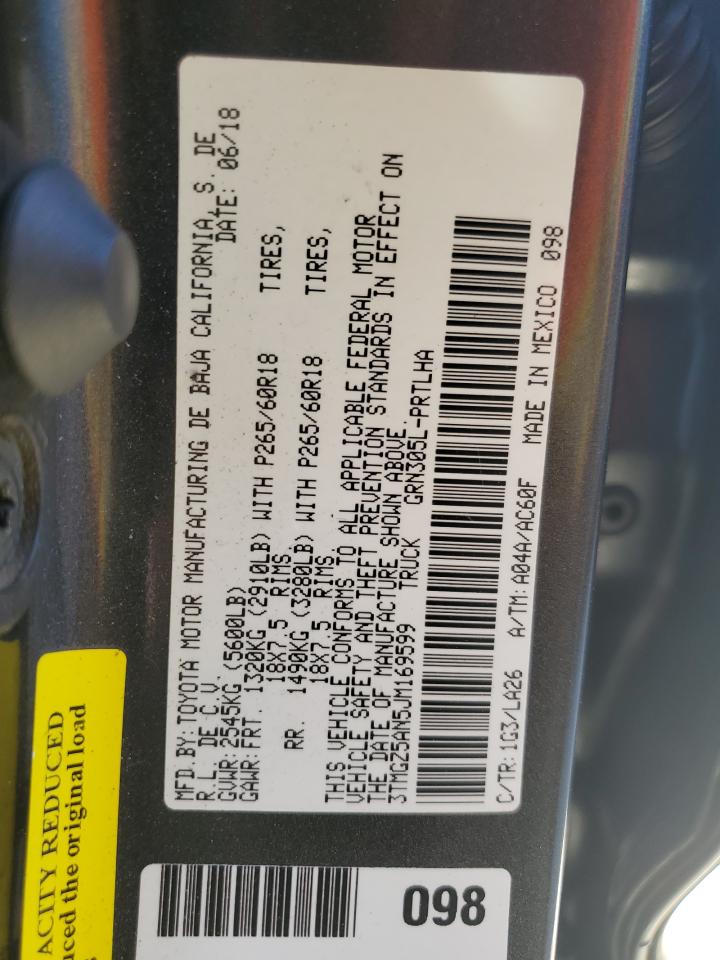 MFD.BY:TOYOTA MOTOR MANUFACTURING DE BAJA CALIFORNIA, S. DE
R.L. DE C.V. DATE: 06/18
GVWR:2545KG (5600LB)
GAWR:FRT. 1320KG (2910LB) WITH P265/60R18 TIRES,
18X7.5 RIMS.
RR. 1490KG (3280LB) WITH P265/60R18 TIRES,
18X7.5 RIMS.
THIS VEHICLE CONFORMS TO ALL APPLICABLE FEDERAL MOTOR
VEHICLE SAFETY AND THEFT PREVENTION STANDARDS IN EFFECT ON
THE DATE OF MANUFACTURE SHOWN ABOVE.
3TMGZ5AN5JM169599 TRUCK GRN305L-PRTLHA
C/TR:1G3/LA26 A/TM:A04A/AC60F MADE IN MEXICO 098
ACITY REDUCED
uced the original load
098